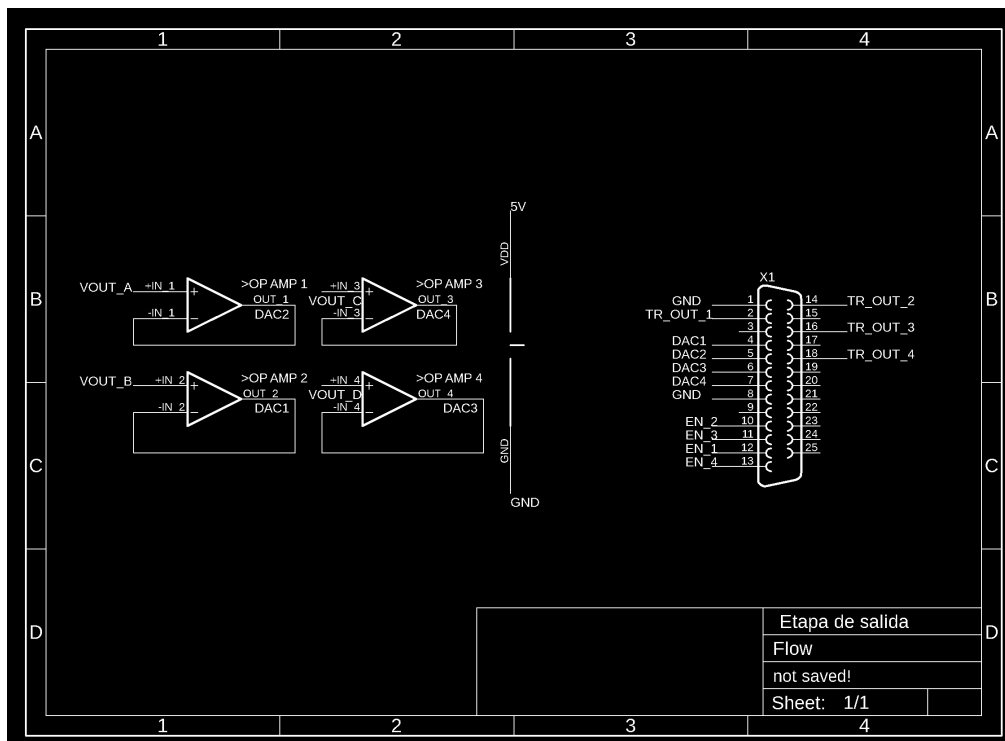 1 2 3 4
A A
5V
VDD
>OP AMP 1 >OP AMP 3
VOUT_A +IN_1 OUT_1 +IN_3 OUT_3
VOUT_C
-IN_1 DAC2 -IN_3 DAC4
B B
>OP AMP 2 >OP AMP 4
VOUT_B +IN_2 OUT_2 +IN_4 OUT_4
VOUT_D
-IN_2 DAC1 -IN_4 DAC3
GND
GND
X1
GND 1 14 TR_OUT_2
TR_OUT_1 2 15
3 16 TR_OUT_3
DAC1 4 17
DAC2 5 18 TR_OUT_4
DAC3 6 19
DAC4 7 20
GND 8 21
9 22
EN_2 10 23
EN_3 11 24
EN_1 12 25
EN_4 13
C C
D D
Etapa de salida
Flow
not saved!
Sheet: 1/1
1 2 3 4